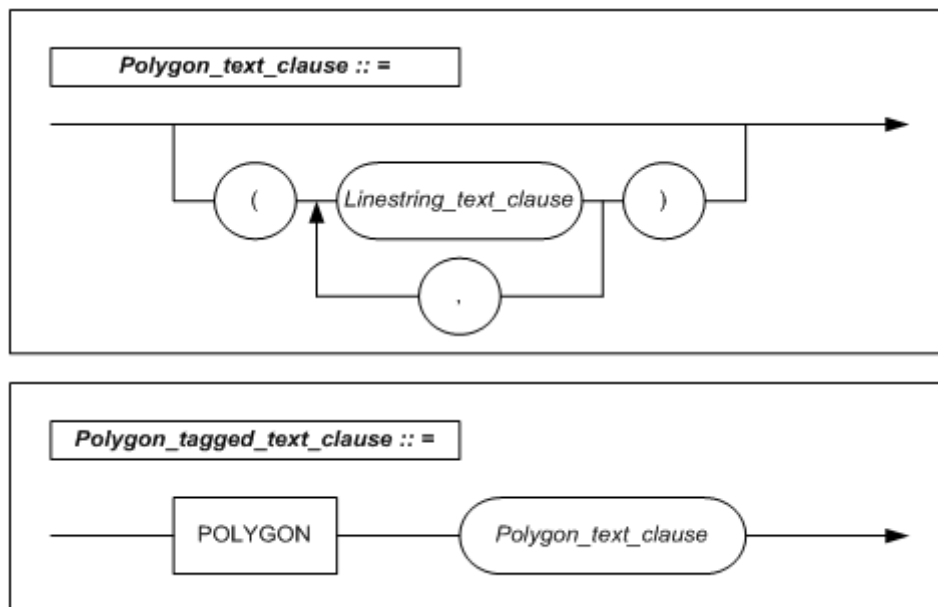 Polygon_text_clause :: =
( Linestring_text_clause )
,
Polygon_tagged_text_clause :: =
POLYGON Polygon_text_clause